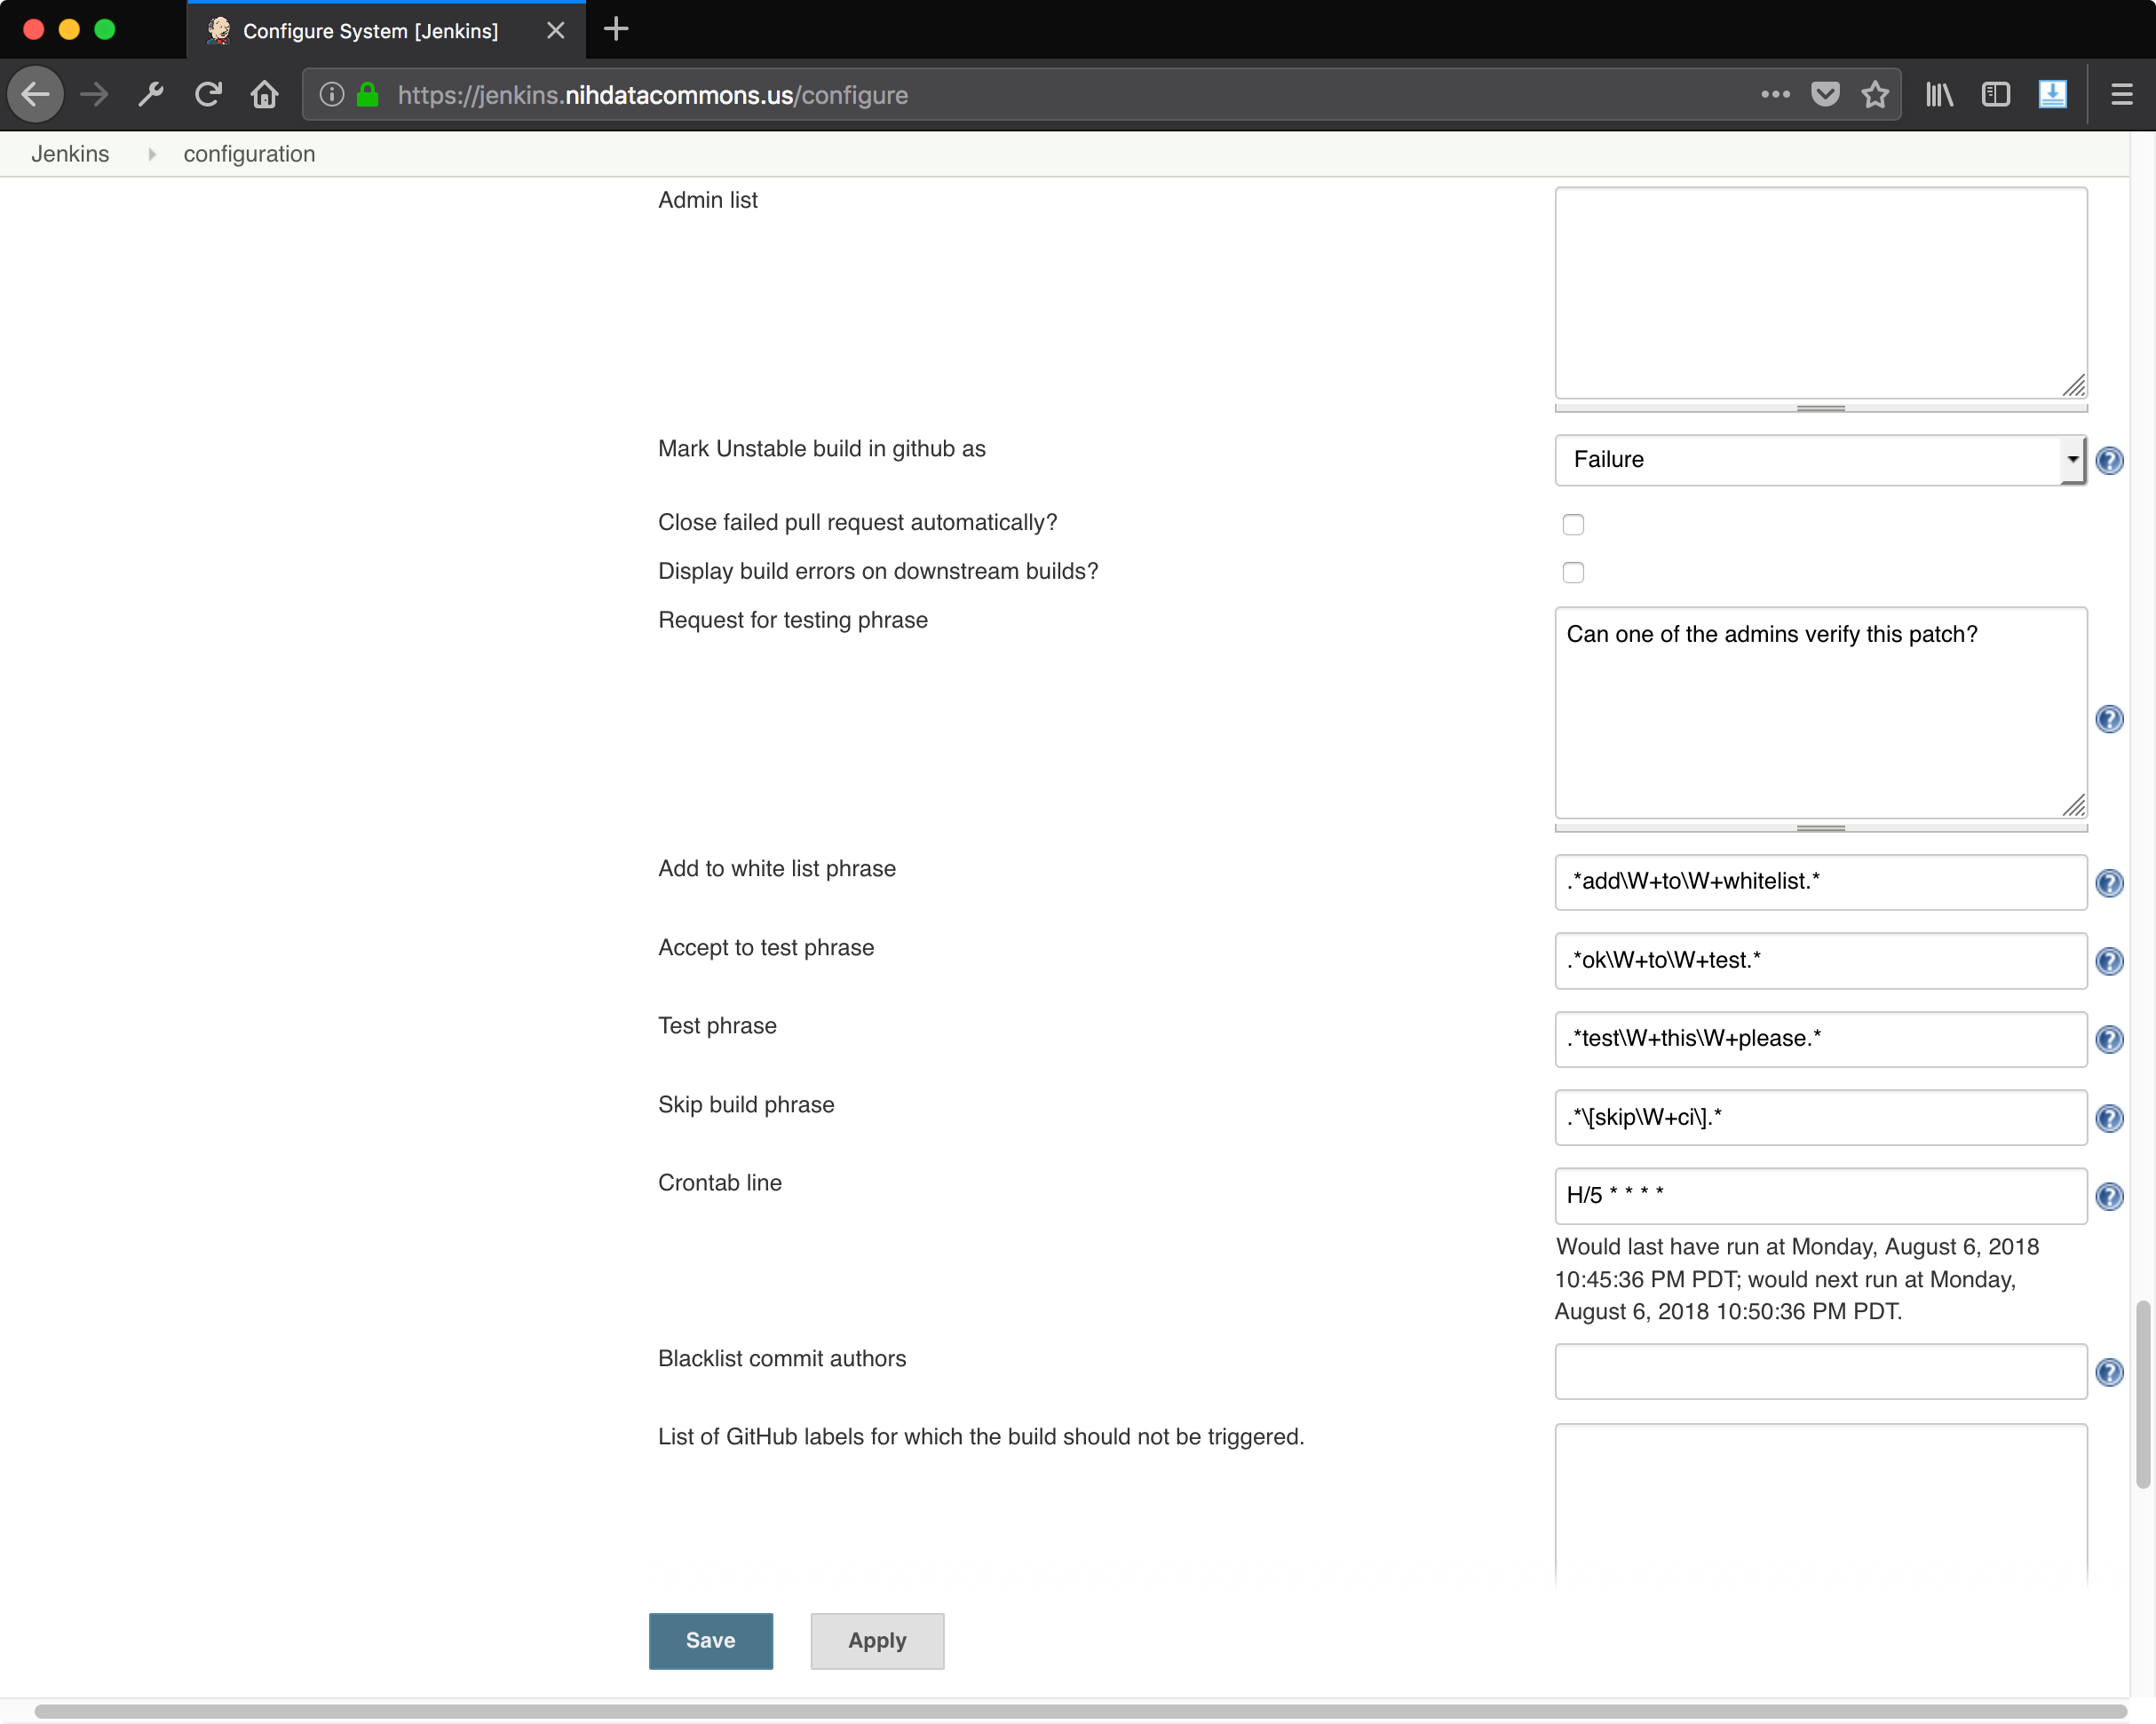 Configure System [Jenkins]
https://jenkins.nihdatacommons.us/configure
Jenkins configuration
Admin list
Mark Unstable build in github as
Failure
Close failed pull request automatically?
Display build errors on downstream builds?
Request for testing phrase
Can one of the admins verify this patch?
Add to white list phrase
.*add\W+to\W+whitelist.*
Accept to test phrase
.*ok\W+to\W+test.*
Test phrase
.*test\W+this\W+please.*
Skip build phrase
.*\[skip\W+ci\].*
Crontab line
H/5 * * * *
Would last have run at Monday, August 6, 2018
10:45:36 PM PDT; would next run at Monday,
August 6, 2018 10:50:36 PM PDT.
Blacklist commit authors
List of GitHub labels for which the build should not be triggered.
Save
Apply